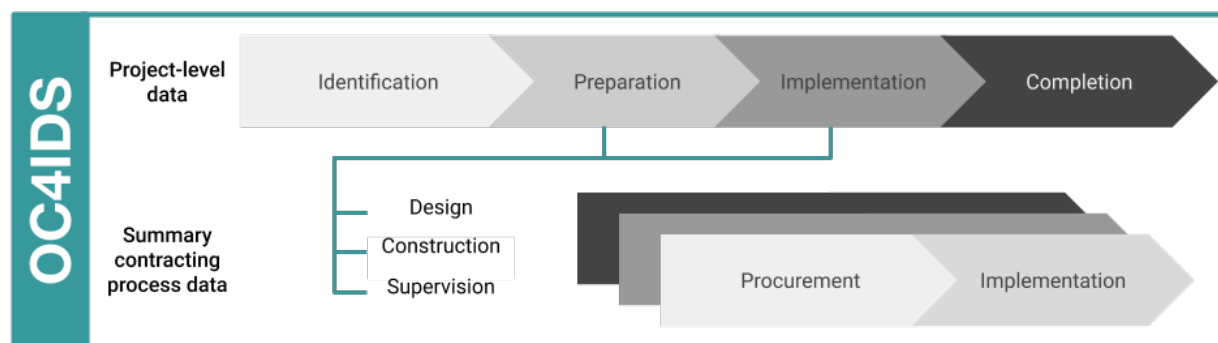 OC4IDS
Project-level
data
Identification
Preparation
Implementation
Completion
Summary
contracting
process data
Design
Construction
Supervision
Procurement
Implementation